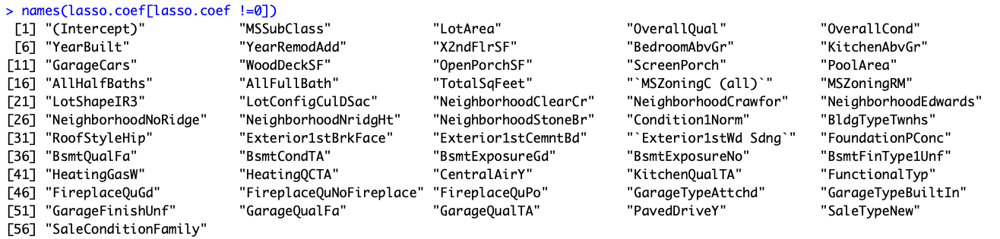 > names(lasso.coef[lasso.coef !=0])
[1] "(Intercept)" "MSSubClass" "LotArea" "OverallQual" "OverallCond"
[6] "YearBuilt" "YearRemodAdd" "X2ndFlrSF" "BedroomAbvGr" "KitchenAbvGr"
[11] "GarageCars" "WoodDeckSF" "OpenPorchSF" "ScreenPorch" "PoolArea"
[16] "AllHalfBaths" "AllFullBath" "TotalSqFeet" "`MSZoningC (all)`" "MSZoningRM"
[21] "LotShapeIR3" "LotConfigCulDSac" "NeighborhoodClearCr" "NeighborhoodCrawfor" "NeighborhoodEdwards"
[26] "NeighborhoodNoRidge" "NeighborhoodNridgHt" "NeighborhoodStoneBr" "Condition1Norm" "BldgTypeTwnhs"
[31] "RoofStyleHip" "Exterior1stBrkFace" "Exterior1stCemntBd" "`Exterior1stWd Sdng`" "FoundationPConc"
[36] "BsmtQualFa" "BsmtCondTA" "BsmtExposureGd" "BsmtExposureNo" "BsmtFinType1Unf"
[41] "HeatingGasW" "HeatingQCTA" "CentralAirY" "KitchenQualTA" "FunctionalTyp"
[46] "FireplaceQuGd" "FireplaceQuNoFireplace" "FireplaceQuPo" "GarageTypeAttchd" "GarageTypeBuiltIn"
[51] "GarageFinishUnf" "GarageQualFa" "GarageQualTA" "PavedDriveY" "SaleTypeNew"
[56] "SaleConditionFamily"